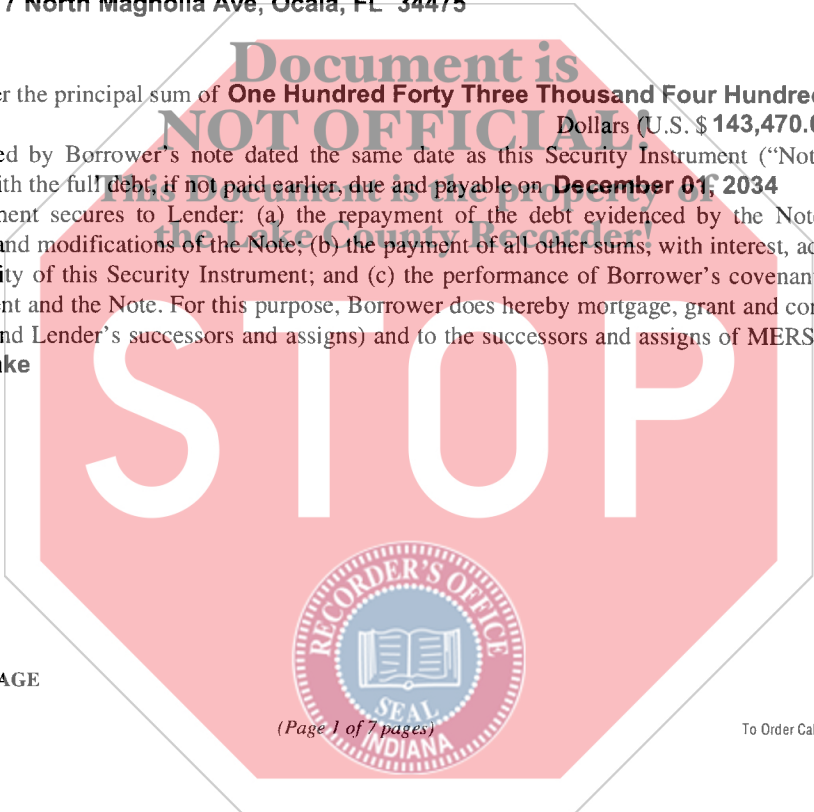 7 North Magnolia Ave, Ocala, FL 34475
Document is
er the principal sum of One Hundred Forty Three Thousand Four Hundred
NOT OFFICIAL!
Dollars (U.S. $ 143,470.0
ed by Borrower's note dated the same date as this Security Instrument ("Not
ith the full debt, if not paid earlier, due and payable on December 01, 2034
This Document is the property of
ment secures to Lender: (a) the repayment of the debt evidenced by the Not
the Lake County Recorder!
and modifications of the Note; (b) the payment of all other sums, with interest, ad
ity of this Security Instrument; and (c) the performance of Borrower's covenan
nt and the Note. For this purpose, Borrower does hereby mortgage, grant and con
nd Lender's successors and assigns) and to the successors and assigns of MERS
ke
STOP
RECORDER'S OFFICE
SEAL
INDIANA
AGE
(Page 1 of 7 pages)
To Order Cal